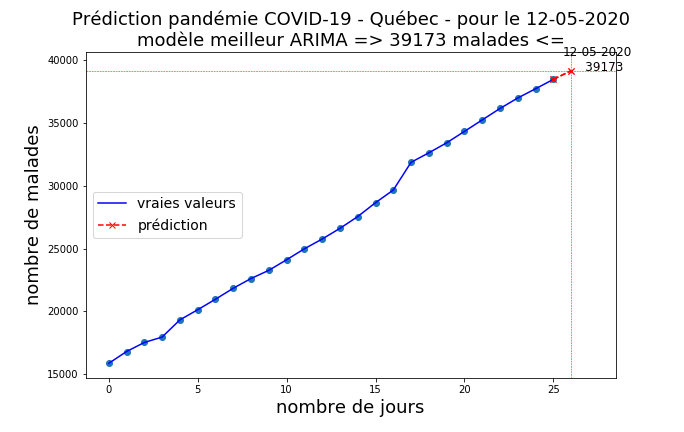 Prédiction pandémie COVID-19 - Québec - pour le 12-05-2020
modèle meilleur ARIMA => 39173 malades <=
12-05-2020
39173
40000
35000
30000
25000
20000
15000
nombre de malades
vraies valeurs
prédiction
0 5 10 15 20 25
nombre de jours